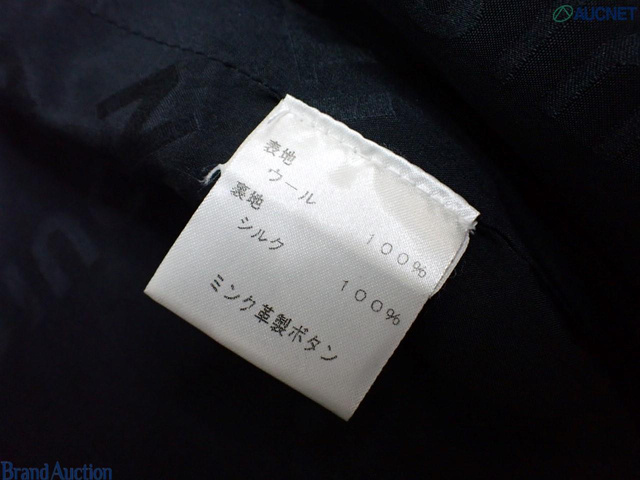 表地
ウール 100%
裏地
シルク 100%
ミンク革製ボタン
AUCNET
Brand Auction